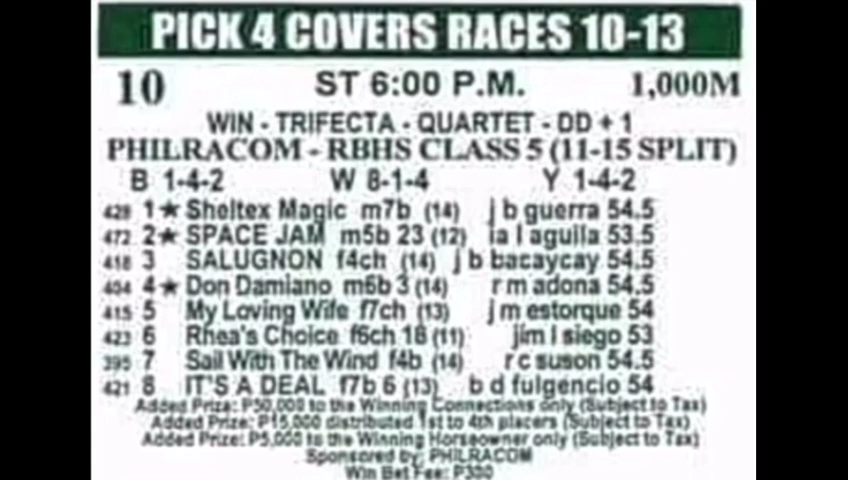 PICK 4 COVERS RACES 10-13
10 ST 6:00 P.M. 1,000M
WIN - TRIFECTA - QUARTET - DD + 1
PHILRACOM - RBHS CLASS 5 (11-15 SPLIT)
B 1-4-2 W 8-1-4 Y 1-4-2
428 1★ Sheltex Magic m7b (14) j b guerra 54.5
472 2★ SPACE JAM m5b 23 (12) ia l aguila 53.5
418 3 SALUGNON f4ch (14) j b bacaycay 54.5
404 4★ Don Damiano m6b 3 (14) r m adona 54.5
415 5 My Loving Wife f7ch (13) j m estorque 54
423 6 Rhea's Choice f6ch 16 (11) jim l siego 53
395 7 Sail With The Wind f4b (14) r c suson 54.5
421 8 IT'S A DEAL f7b 6 (13) b d fulgencio 54
Added Prize: P50,000 to the Winning Connections only (Subject to Tax)
Added Prize: P15,000 distributed 1st to 4th placers (Subject to Tax)
Added Prize: P5,000 to the Winning Horseowner only (Subject to Tax)
Sponsored by: PHILRACOM
Win Bet Fee: P300